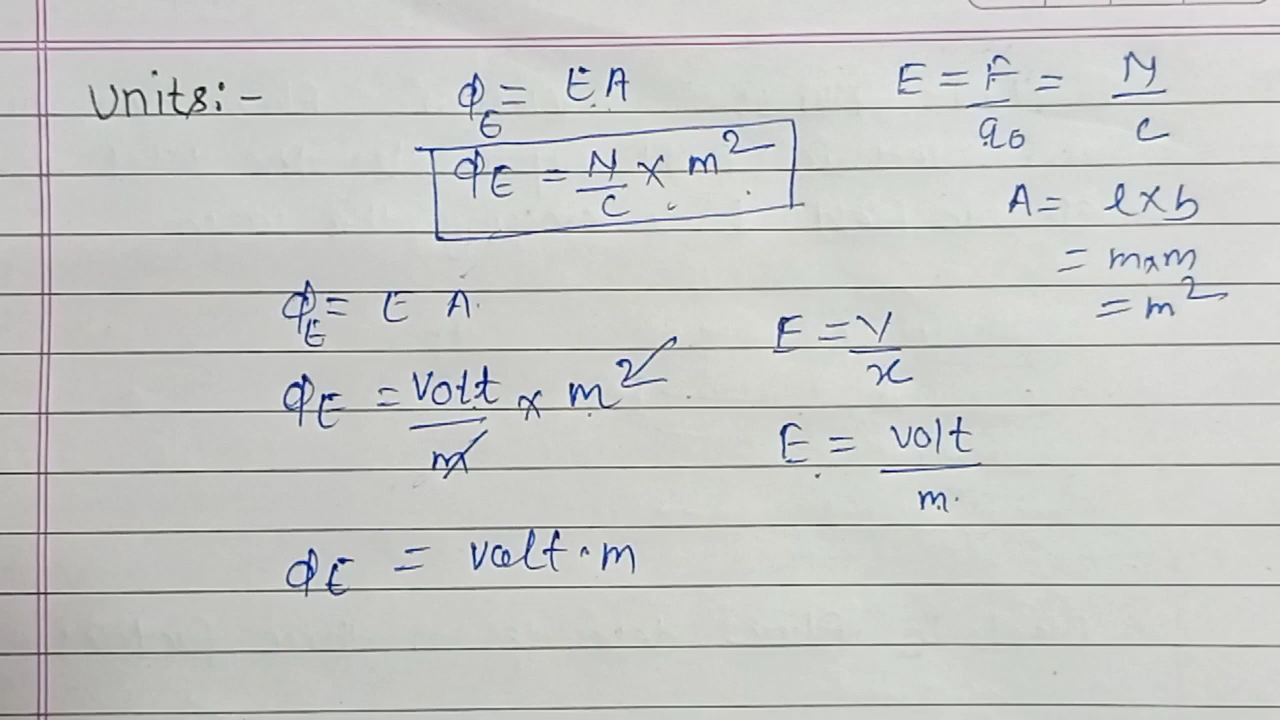 Units:- ϕE = EA E = F/q₀ = N/C
ϕE = N/C × m²
A = l×b
= m×m
= m²
ϕE = E A.
E = V/x
ϕE = Volt/m × m²
E = volt/m.
ϕE = volt·m